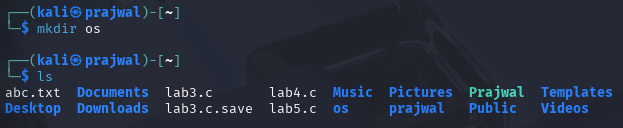 ┌──(kali㉿prajwal)-[~]
└─$ mkdir os

┌──(kali㉿prajwal)-[~]
└─$ ls
abc.txt  Documents  lab3.c       lab4.c  Music  Pictures  Prajwal  Templates
Desktop  Downloads  lab3.c.save  lab5.c  os     prajwal   Public   Videos